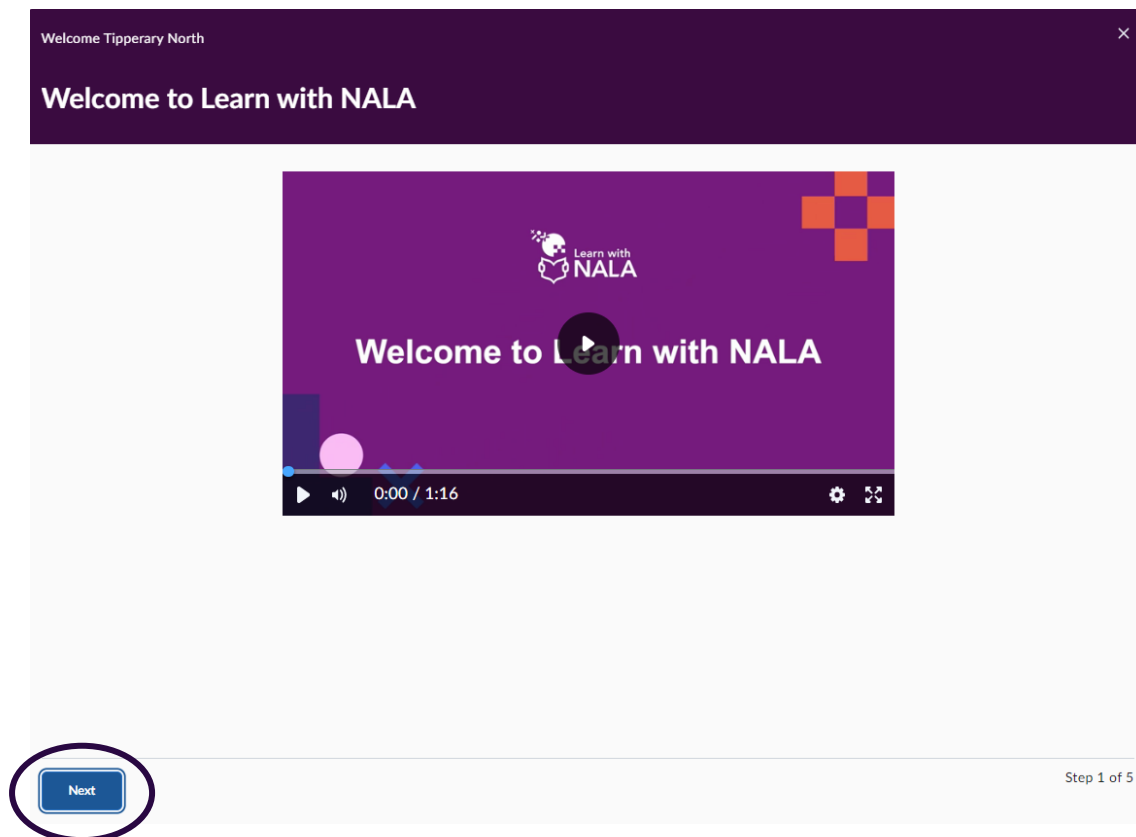 Welcome Tipperary North
Welcome to Learn with NALA
Learn with
NALA
Welcome to Learn with NALA
0:00 / 1:16
Next
Step 1 of 5